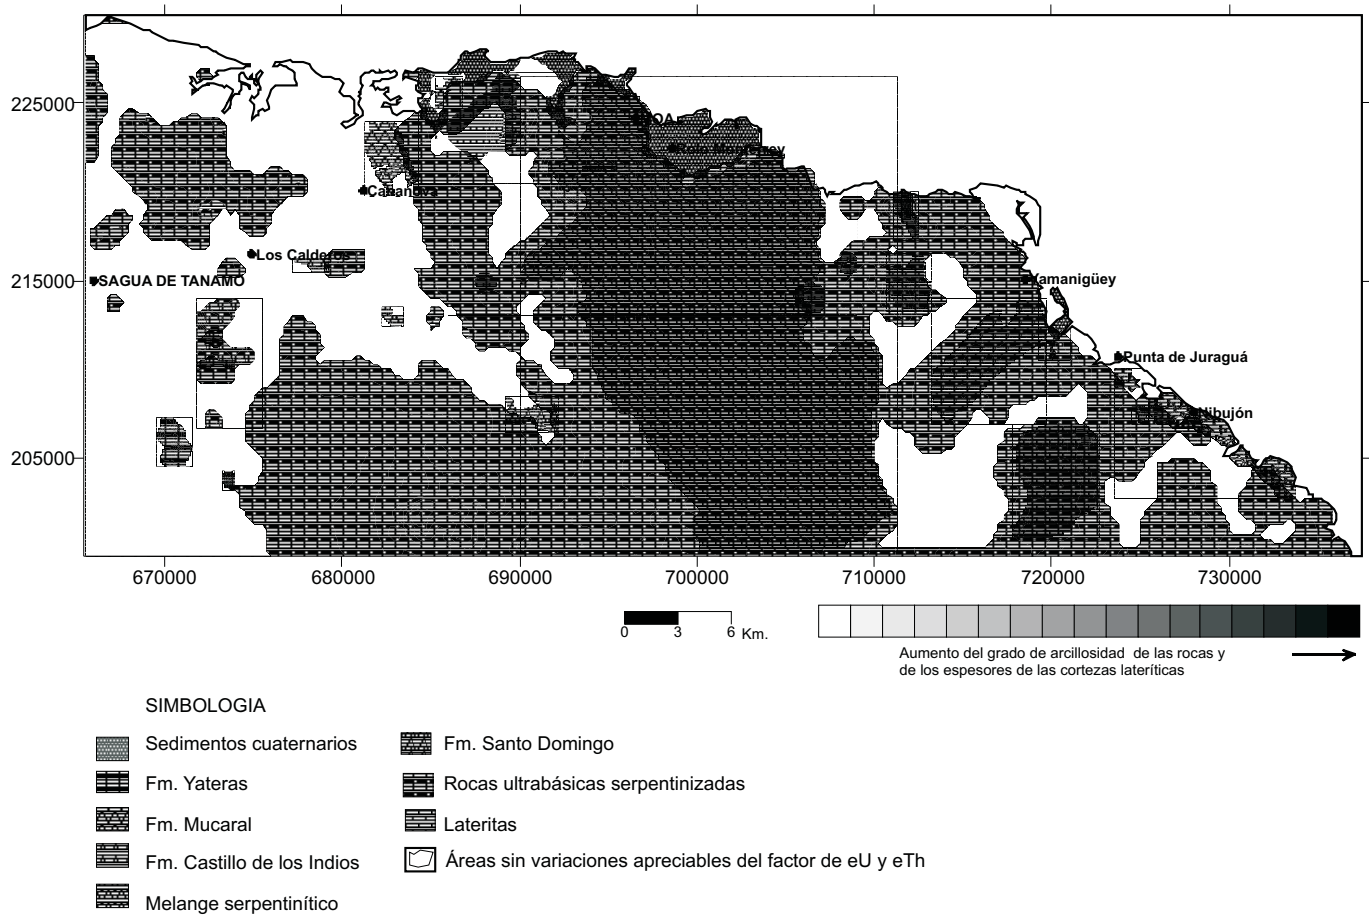 225000
215000
205000
MOA
Cananova
Los Calderos
SAGUA DE TANAMO
Yamanigüey
Punta de Juraguá
Nibujón
670000 680000 690000 700000 710000 720000 730000
0 3 6 Km.
Aumento del grado de arcillosidad de las rocas y
de los espesores de las cortezas lateríticas
SIMBOLOGIA
Sedimentos cuaternarios
Fm. Yateras
Fm. Mucaral
Fm. Castillo de los Indios
Melange serpentinítico
Fm. Santo Domingo
Rocas ultrabásicas serpentinizadas
Lateritas
Áreas sin variaciones apreciables del factor de eU y eTh